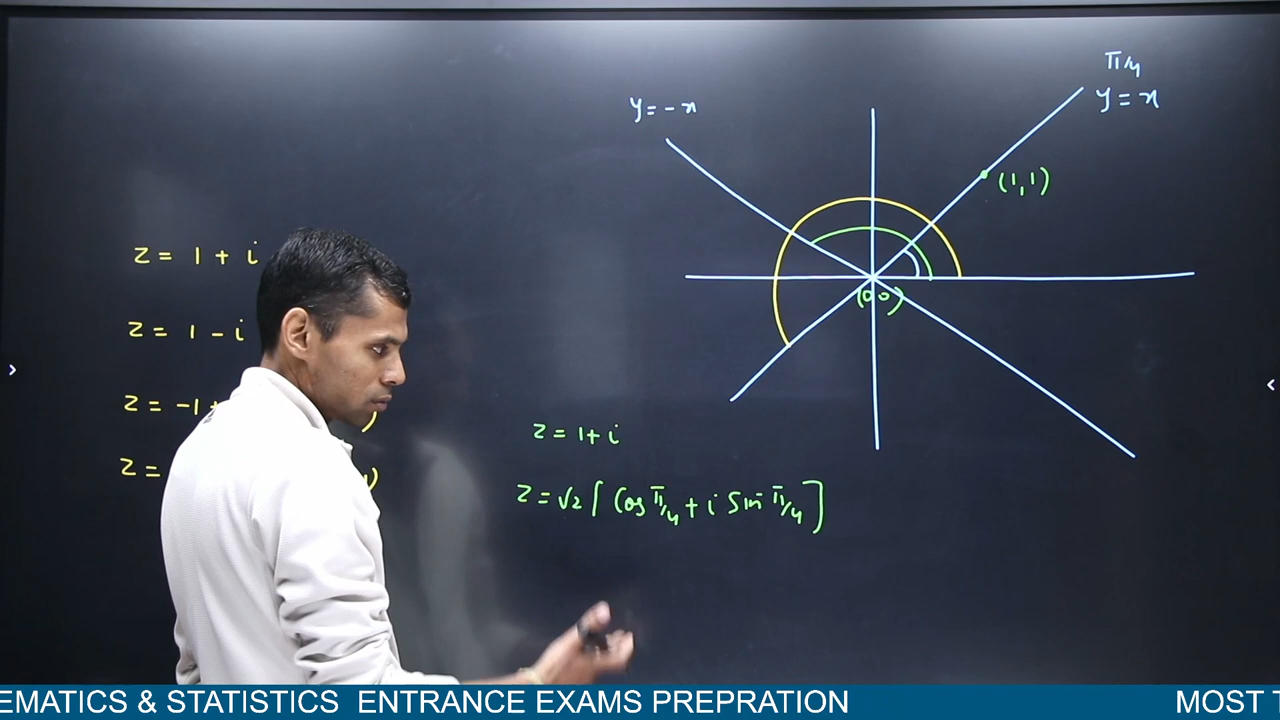 π/4
y = x
y = - x
(1,1)
(0,0)
z = 1 + i
z = 1 - i
z = -1
z =
z = 1 + i
z = √2 [ Cos π/4 + i Sin π/4 ]
EMATICS & STATISTICS ENTRANCE EXAMS PREPRATION
MOST